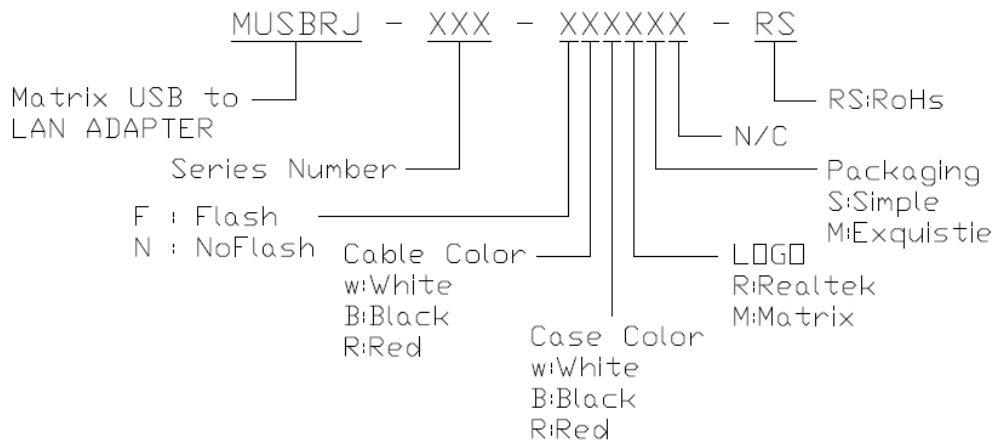 MUSBRJ - XXX - XXXXXX - RS
Matrix USB to
LAN ADAPTER
RS:RoHs
N/C
Series Number
Packaging
S:Simple
M:Exquistie
F : Flash
N : NoFlash
Cable Color
w:White
B:Black
R:Red
LOGO
R:Realtek
M:Matrix
Case Color
w:White
B:Black
R:Red